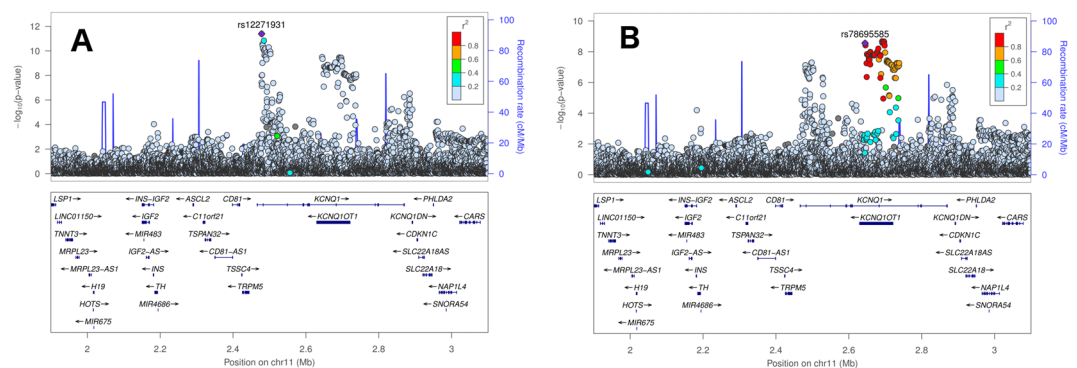 A
rs12271931
r²
0.8
0.6
0.4
0.2
12
10
8
6
4
2
0
− log₁₀(p−value)
100
80
60
40
20
0
Recombination rate (cM/Mb)
LSP1→ ←INS−IGF2 ←ASCL2 CD81→ KCNQ1→ ←PHLDA2
LINC01150→ ←IGF2 C11orf21 ←KCNQ1OT1 KCNQ1DN→ ←CARS
TNNT3→ MIR483 TSPAN32→ ←CDKN1C
MRPL23→ IGF2−AS→ ←CD81−AS1 ←SLC22A18AS
←MRPL23−AS1 ←INS TSSC4→ SLC22A18→
←H19 ←TH ←TRPM5 ←NAP1L4
HOTS→ MIR4686→ ←SNORA54
←MIR675
2 2.2 2.4 2.6 2.8 3
Position on chr11 (Mb)
B
rs78695585
r²
0.8
0.6
0.4
0.2
10
8
6
4
2
0
− log₁₀(p−value)
100
80
60
40
20
0
Recombination rate (cM/Mb)
LSP1→ ←INS−IGF2 ←ASCL2 CD81→ KCNQ1→ ←PHLDA2
LINC01150→ ←IGF2 C11orf21 ←KCNQ1OT1 KCNQ1DN→ ←CARS
TNNT3→ MIR483 TSPAN32→ ←CDKN1C
MRPL23→ IGF2−AS→ ←CD81−AS1 ←SLC22A18AS
←MRPL23−AS1 ←INS TSSC4→ SLC22A18→
←H19 ←TH ←TRPM5 ←NAP1L4
HOTS→ MIR4686→ ←SNORA54
←MIR675
2 2.2 2.4 2.6 2.8 3
Position on chr11 (Mb)